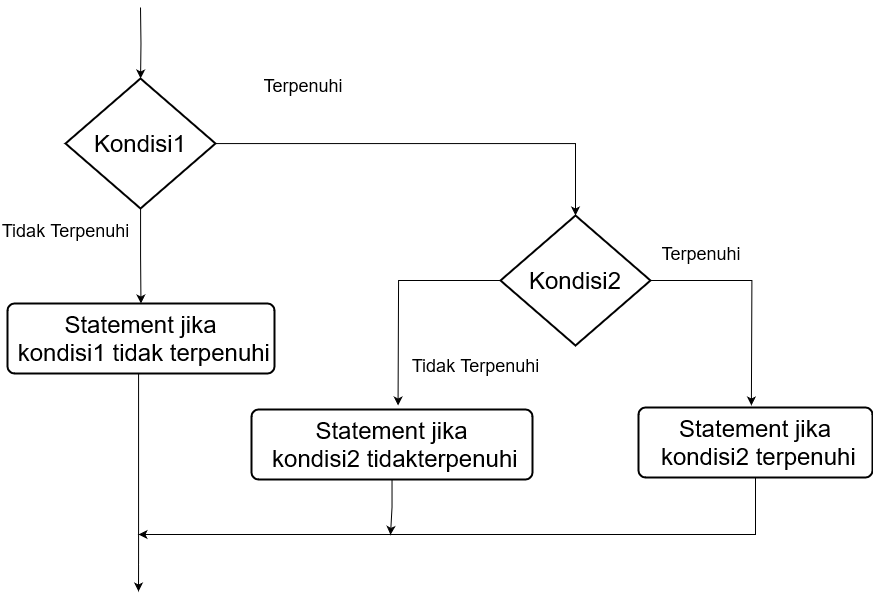 Terpenuhi
Kondisi1
Tidak Terpenuhi
Terpenuhi
Kondisi2
Statement jika
kondisi1 tidak terpenuhi
Tidak Terpenuhi
Statement jika
kondisi2 tidakterpenuhi
Statement jika
kondisi2 terpenuhi